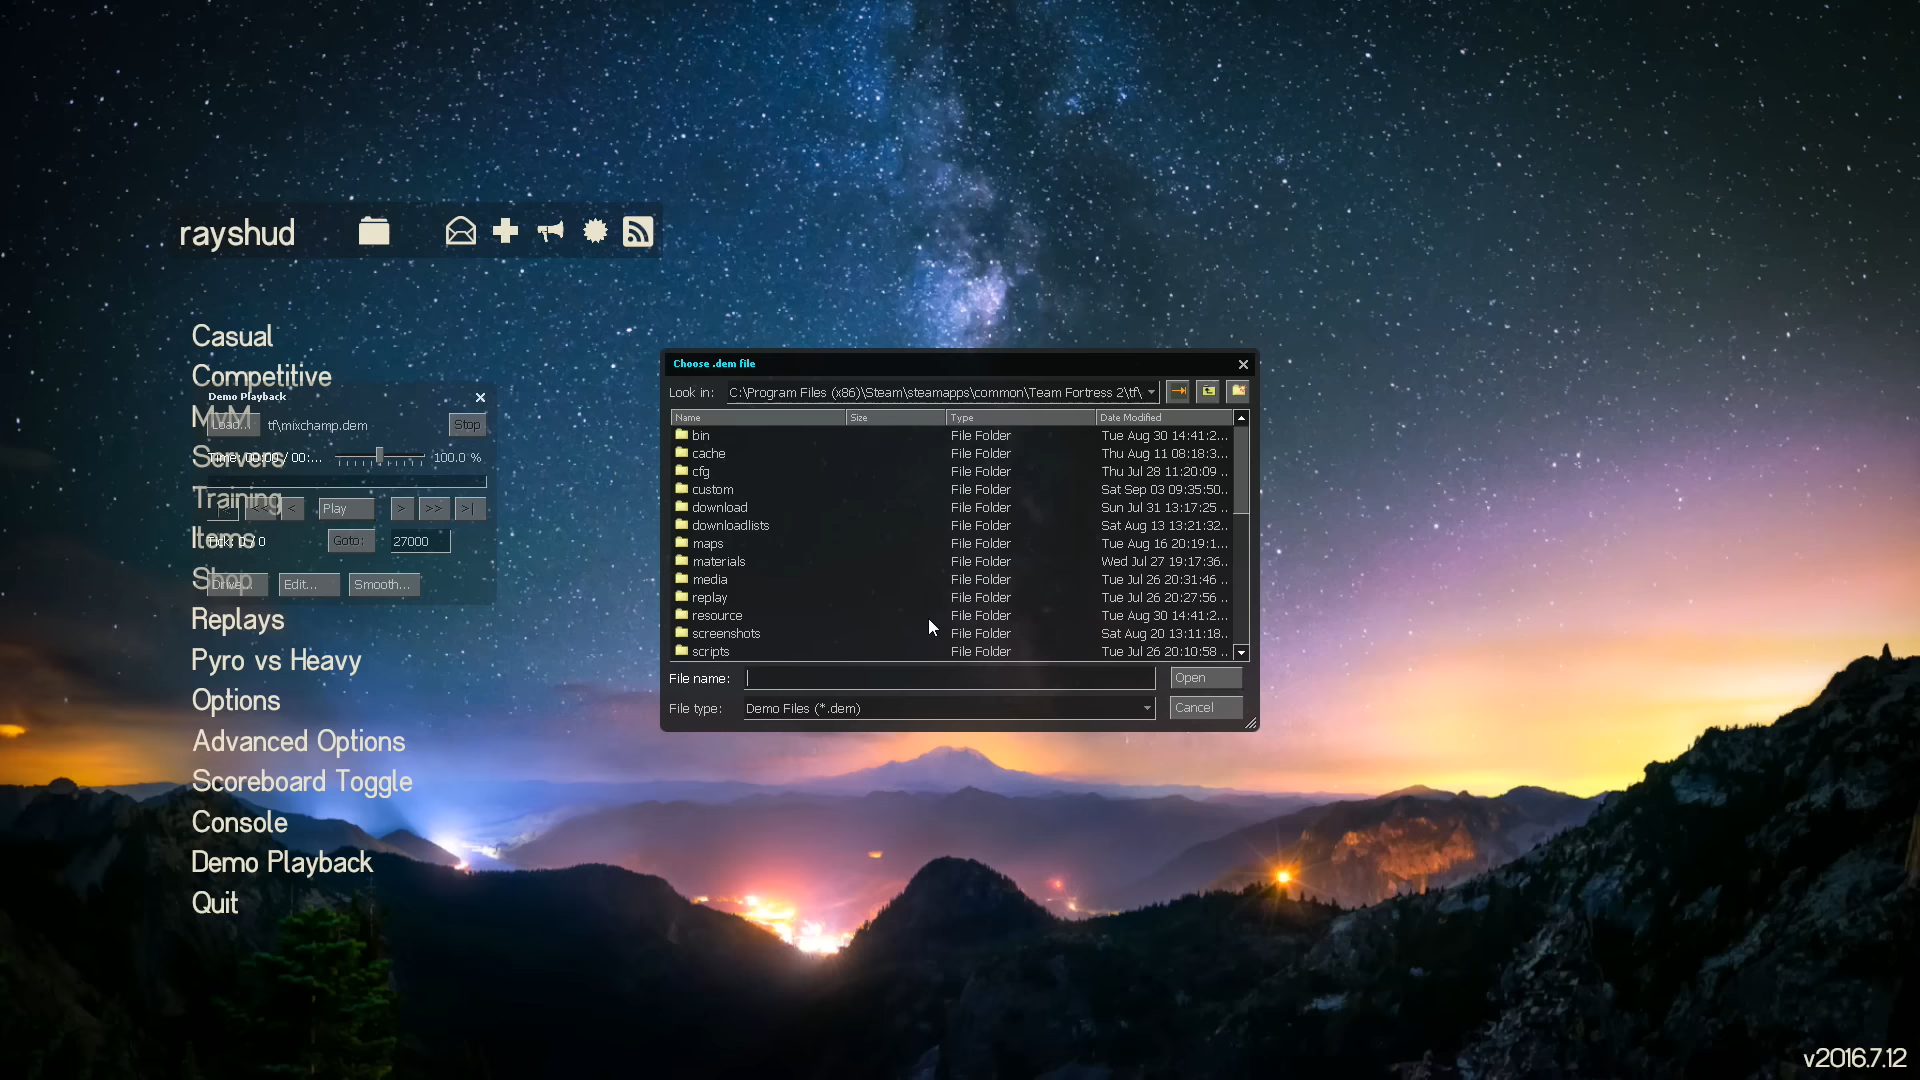 rayshud
Casual
Competitive
Demo Playback
MvM
Load...
tf\mixchamp.dem
Stop
Servers
Time: 00:00 / 00:...
100.0 %
Training
<<
<
Play
>
>>
>|
Items
Tick: 0 / 0
Goto:
27000
Shop
Drive...
Edit...
Smooth...
Replays
Pyro vs Heavy
Options
Advanced Options
Scoreboard Toggle
Console
Demo Playback
Quit
Choose .dem file
Look in: C:\Program Files (x86)\Steam\steamapps\common\Team Fortress 2\tf\
Name Size Type Date Modified
bin File Folder Tue Aug 30 14:41:2...
cache File Folder Thu Aug 11 08:18:3...
cfg File Folder Thu Jul 28 11:20:09 ..
custom File Folder Sat Sep 03 09:35:50..
download File Folder Sun Jul 31 13:17:25 ..
downloadlists File Folder Sat Aug 13 13:21:32..
maps File Folder Tue Aug 16 20:19:1...
materials File Folder Wed Jul 27 19:17:36..
media File Folder Tue Jul 26 20:31:46 ..
replay File Folder Tue Jul 26 20:27:56 ..
resource File Folder Tue Aug 30 14:41:2...
screenshots File Folder Sat Aug 20 13:11:18..
scripts File Folder Tue Jul 26 20:10:58 ..
File name: Open
File type: Demo Files (*.dem) Cancel
v2016.7.12